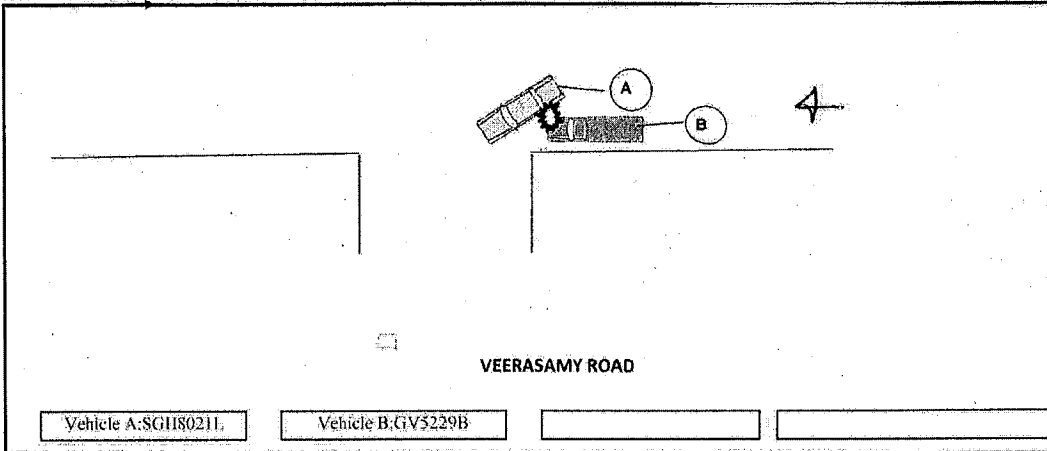 A
B
VEERASAMY ROAD
Vehicle A:SGH8021L Vehicle B:GV5229B